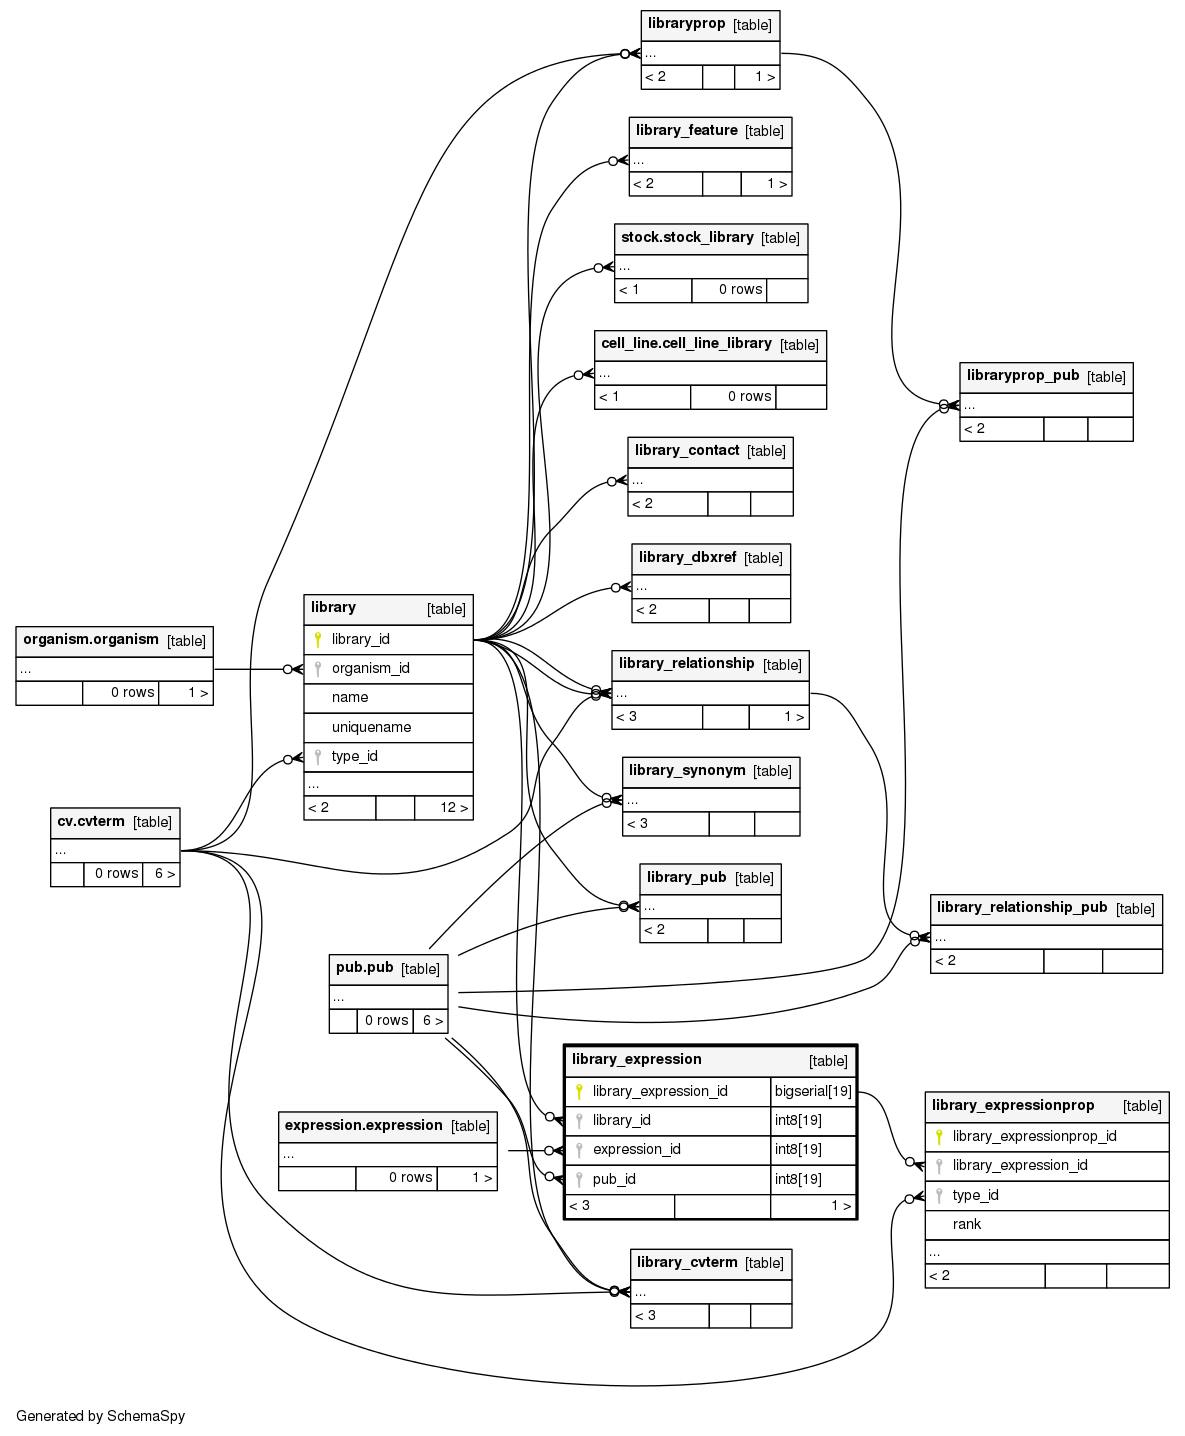 libraryprop [table]
...
< 2 1 >
library_feature [table]
...
< 2 1 >
stock.stock_library [table]
...
< 1 0 rows
cell_line.cell_line_library [table]
...
< 1 0 rows
libraryprop_pub [table]
...
< 2
library_contact [table]
...
< 2
library_dbxref [table]
...
< 2
library [table]
library_id
organism_id
name
uniquename
type_id
...
< 2 12 >
organism.organism [table]
...
0 rows 1 >
library_relationship [table]
...
< 3 1 >
library_synonym [table]
...
< 3
cv.cvterm [table]
...
0 rows 6 >
library_pub [table]
...
< 2
library_relationship_pub [table]
...
< 2
pub.pub [table]
...
0 rows 6 >
library_expression [table]
library_expression_id bigserial[19]
library_id int8[19]
expression_id int8[19]
pub_id int8[19]
< 3 1 >
library_expressionprop [table]
library_expressionprop_id
library_expression_id
type_id
rank
...
< 2
expression.expression [table]
...
0 rows 1 >
library_cvterm [table]
...
< 3
Generated by SchemaSpy